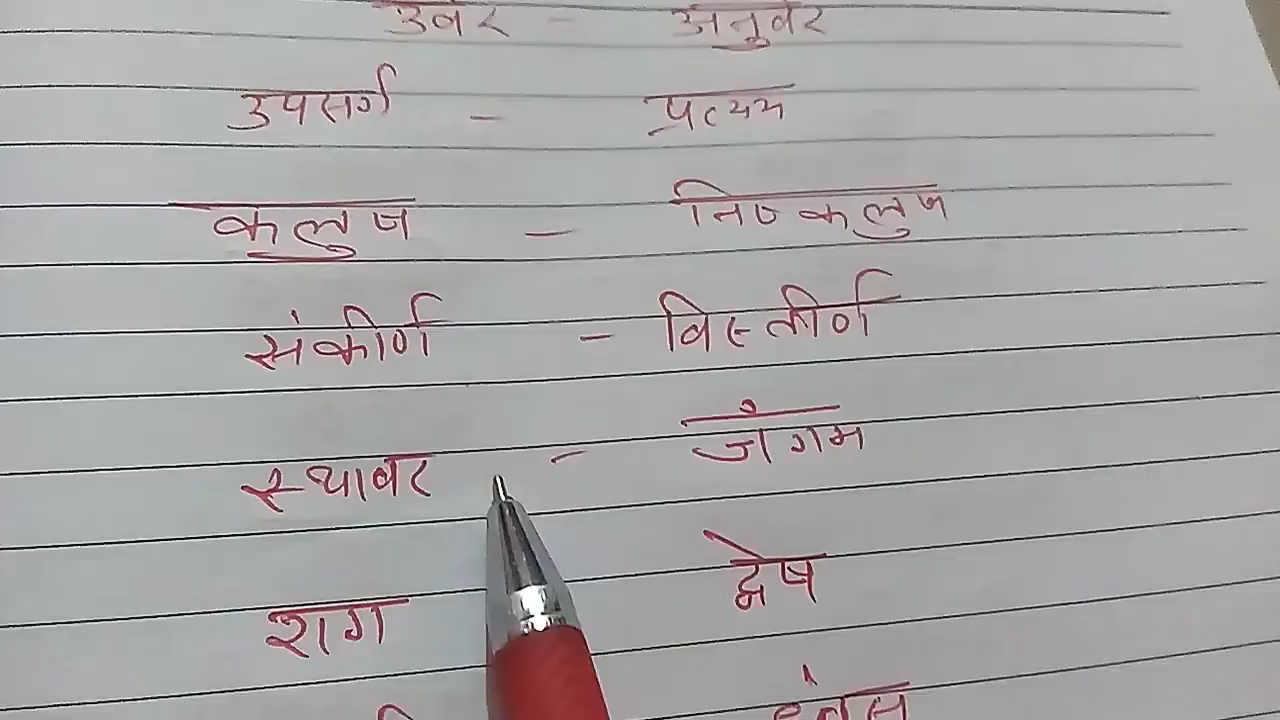 उर्वर - अनुर्वर
उपसर्ग - प्रत्यय
कलुष - निष्कलुष
संकीर्ण - विस्तीर्ण
स्थावर - जंगम
राग द्वेष